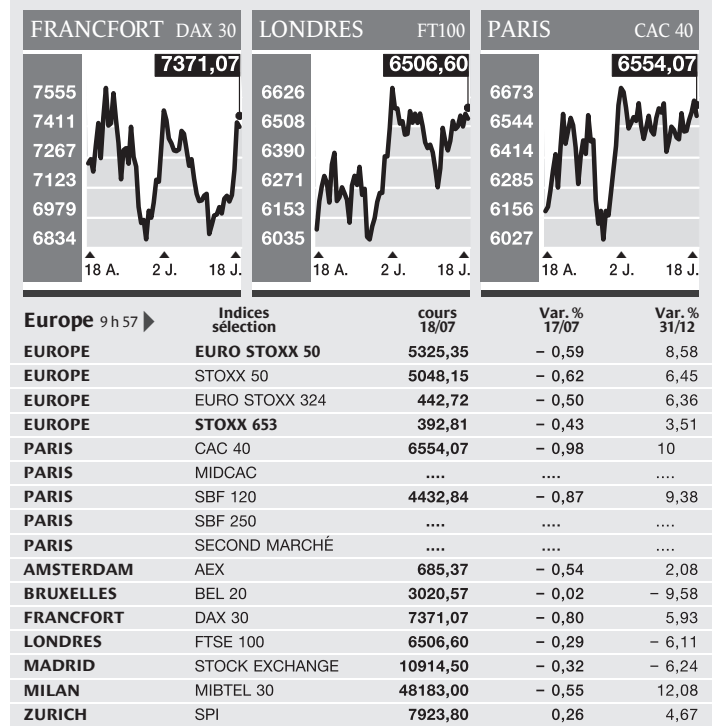 FRANCFORT DAX 30
7371,07
7555
7411
7267
7123
6979
6834
18 A. 2 J. 18 J.
LONDRES FT100
6506,60
6626
6508
6390
6271
6153
6035
18 A. 2 J. 18 J.
PARIS CAC 40
6554,07
6673
6544
6414
6285
6156
6027
18 A. 2 J. 18 J.
Europe 9 h 57 Indices sélection cours 18/07 Var. % 17/07 Var. % 31/12
EUROPE EURO STOXX 50 5325,35 – 0,59 8,58
EUROPE STOXX 50 5048,15 – 0,62 6,45
EUROPE EURO STOXX 324 442,72 – 0,50 6,36
EUROPE STOXX 653 392,81 – 0,43 3,51
PARIS CAC 40 6554,07 – 0,98 10
PARIS MIDCAC .... .... ....
PARIS SBF 120 4432,84 – 0,87 9,38
PARIS SBF 250 .... .... ....
PARIS SECOND MARCHÉ .... .... ....
AMSTERDAM AEX 685,37 – 0,54 2,08
BRUXELLES BEL 20 3020,57 – 0,02 – 9,58
FRANCFORT DAX 30 7371,07 – 0,80 5,93
LONDRES FTSE 100 6506,60 – 0,29 – 6,11
MADRID STOCK EXCHANGE 10914,50 – 0,32 – 6,24
MILAN MIBTEL 30 48183,00 – 0,55 12,08
ZURICH SPI 7923,80 0,26 4,67